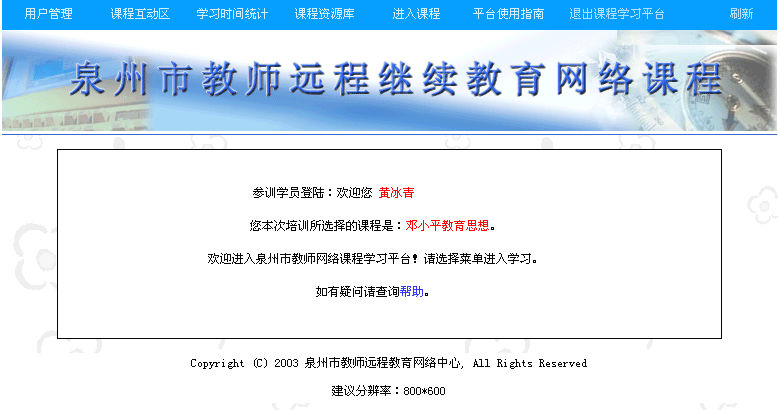 用户管理 课程互动区 学习时间统计 课程资源库 进入课程 平台使用指南 退出课程学习平台 刷新
泉州市教师远程继续教育网络课程
参训学员登陆：欢迎您 黄冰青
您本次培训所选择的课程是：邓小平教育思想。
欢迎进入泉州市教师网络课程学习平台！请选择菜单进入学习。
如有疑问请查询帮助。
Copyright (C) 2003 泉州市教师远程教育网络中心, All Rights Reserved
建议分辨率：800*600